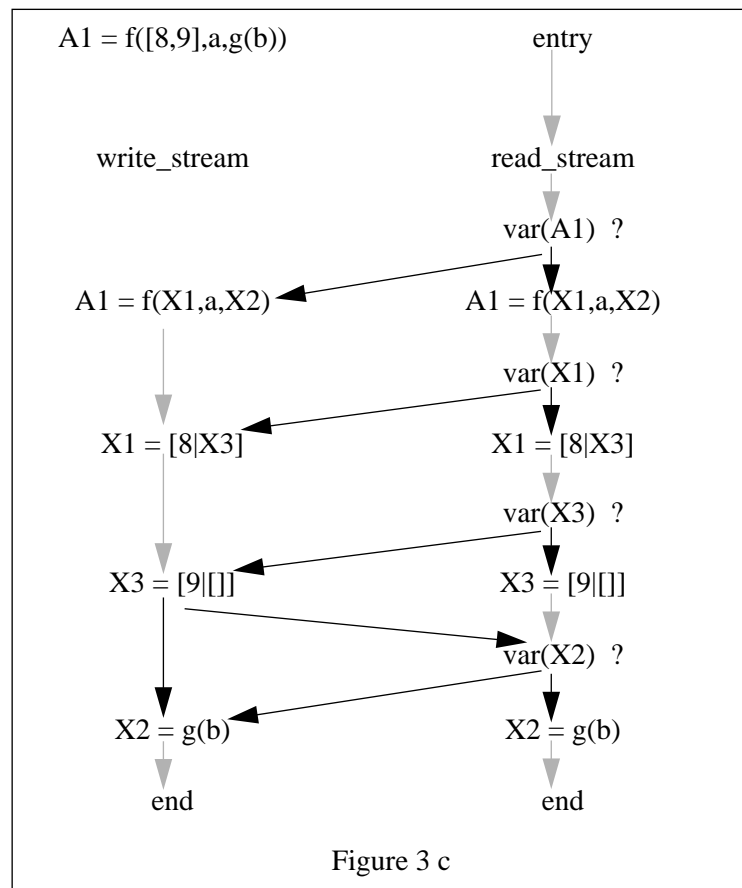 A1 = f([8,9],a,g(b)) entry
write_stream read_stream
var(A1) ?
A1 = f(X1,a,X2) A1 = f(X1,a,X2)
var(X1) ?
X1 = [8|X3] X1 = [8|X3]
var(X3) ?
X3 = [9|[]] X3 = [9|[]]
var(X2) ?
X2 = g(b) X2 = g(b)
end end
Figure 3 c